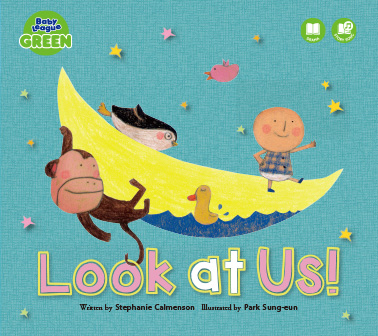 Baby
League
GREEN
Look at Us!
Written by Stephanie Calmenson Illustrated by Park Sung-eun